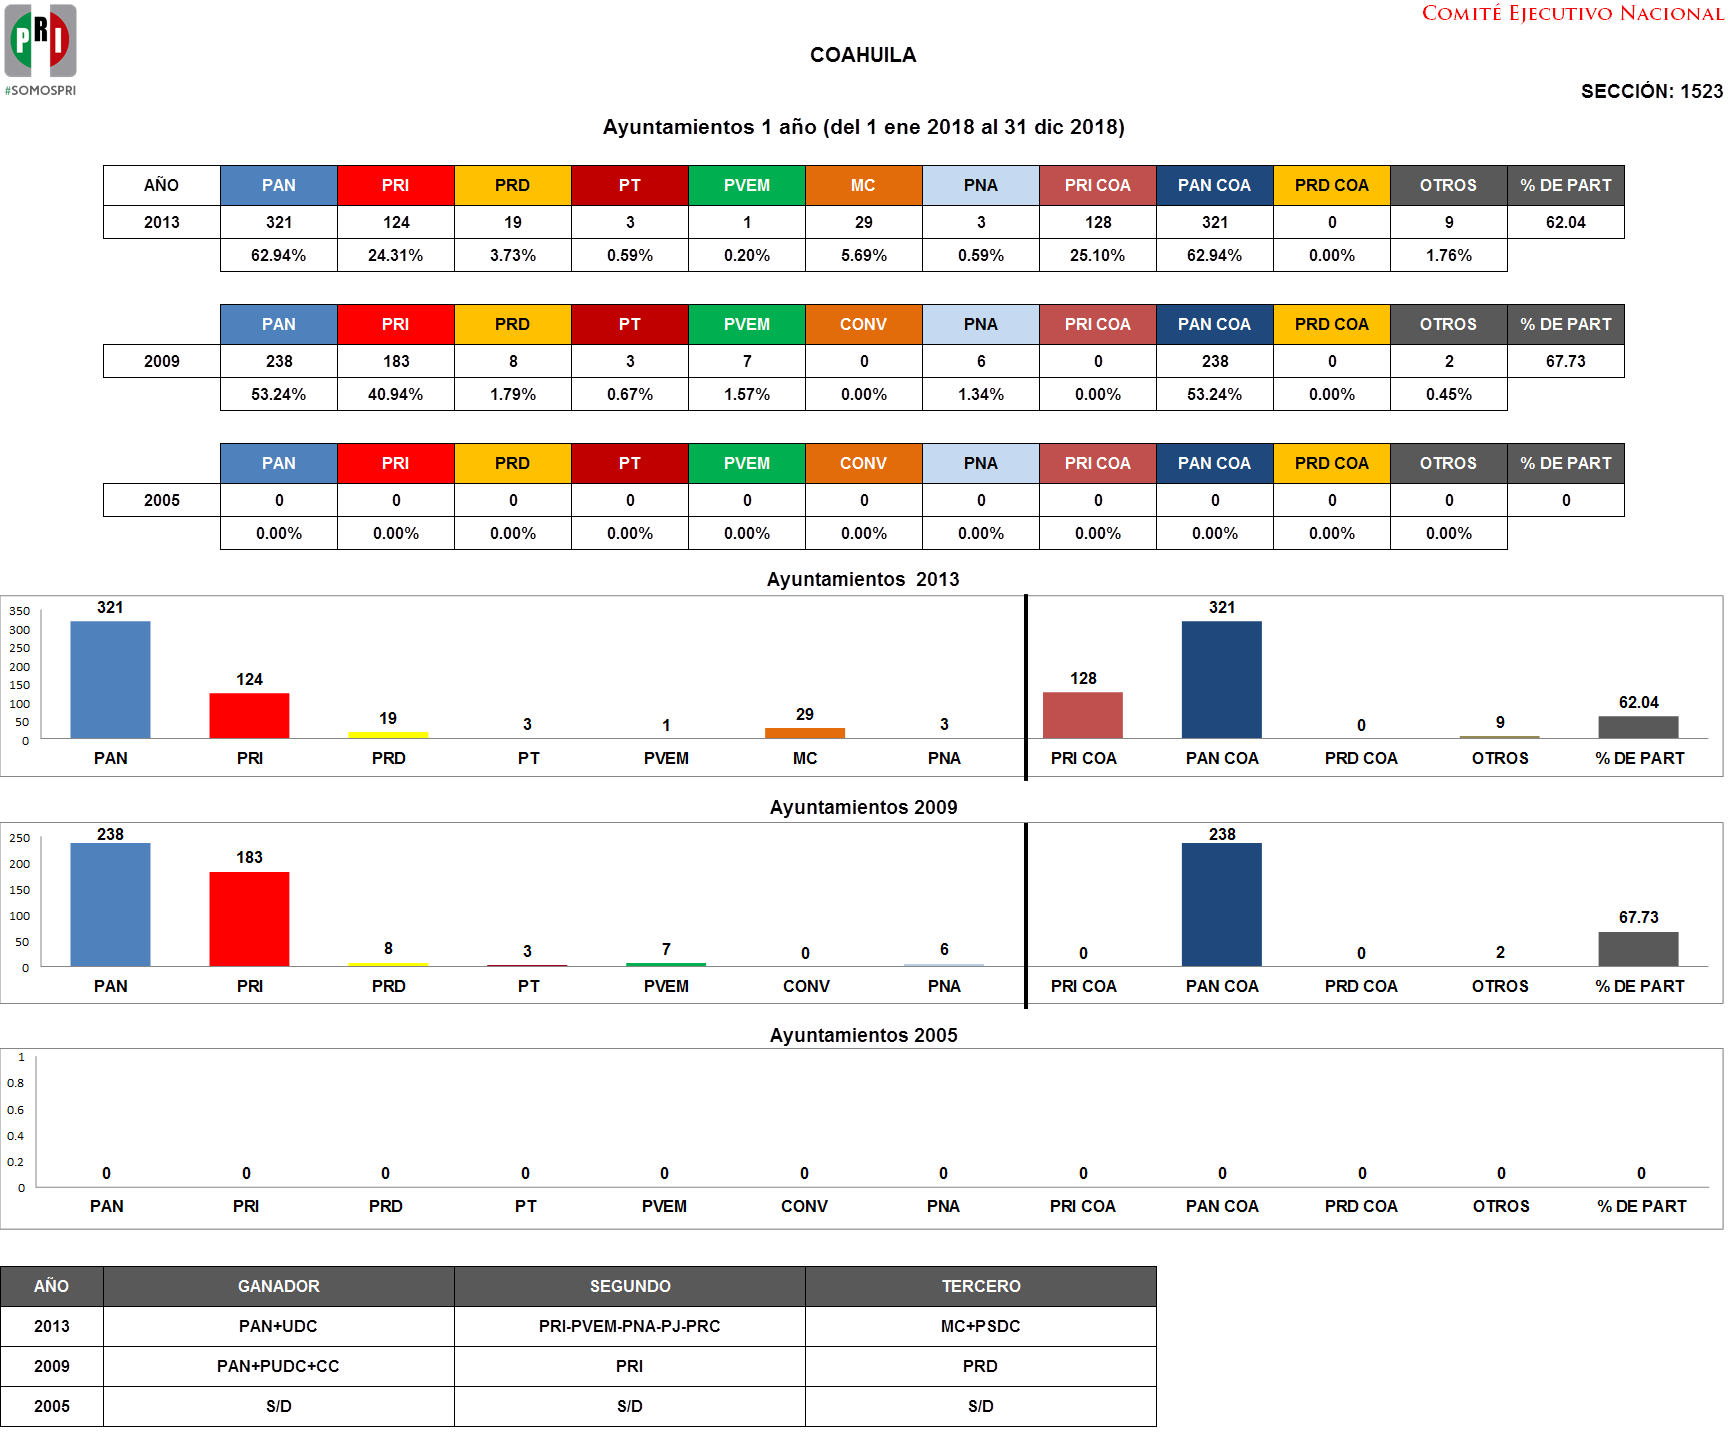 PRI
#SOMOSPRI
COMITÉ EJECUTIVO NACIONAL
COAHUILA
SECCIÓN: 1523
Ayuntamientos 1 año (del 1 ene 2018 al 31 dic 2018)
AÑO PAN PRI PRD PT PVEM MC PNA PRI COA PAN COA PRD COA OTROS % DE PART
2013 321 124 19 3 1 29 3 128 321 0 9 62.04
62.94% 24.31% 3.73% 0.59% 0.20% 5.69% 0.59% 25.10% 62.94% 0.00% 1.76%
PAN PRI PRD PT PVEM CONV PNA PRI COA PAN COA PRD COA OTROS % DE PART
2009 238 183 8 3 7 0 6 0 238 0 2 67.73
53.24% 40.94% 1.79% 0.67% 1.57% 0.00% 1.34% 0.00% 53.24% 0.00% 0.45%
PAN PRI PRD PT PVEM CONV PNA PRI COA PAN COA PRD COA OTROS % DE PART
2005 0 0 0 0 0 0 0 0 0 0 0 0
0.00% 0.00% 0.00% 0.00% 0.00% 0.00% 0.00% 0.00% 0.00% 0.00% 0.00%
Ayuntamientos 2013
350
300
250
200
150
100
50
0
321 124 19 3 1 29 3 128 321 0 9 62.04
PAN PRI PRD PT PVEM MC PNA PRI COA PAN COA PRD COA OTROS % DE PART
Ayuntamientos 2009
250
200
150
100
50
0
238 183 8 3 7 0 6 0 238 0 2 67.73
PAN PRI PRD PT PVEM CONV PNA PRI COA PAN COA PRD COA OTROS % DE PART
Ayuntamientos 2005
1
0.8
0.6
0.4
0.2
0
0 0 0 0 0 0 0 0 0 0 0 0
PAN PRI PRD PT PVEM CONV PNA PRI COA PAN COA PRD COA OTROS % DE PART
AÑO GANADOR SEGUNDO TERCERO
2013 PAN+UDC PRI-PVEM-PNA-PJ-PRC MC+PSDC
2009 PAN+PUDC+CC PRI PRD
2005 S/D S/D S/D